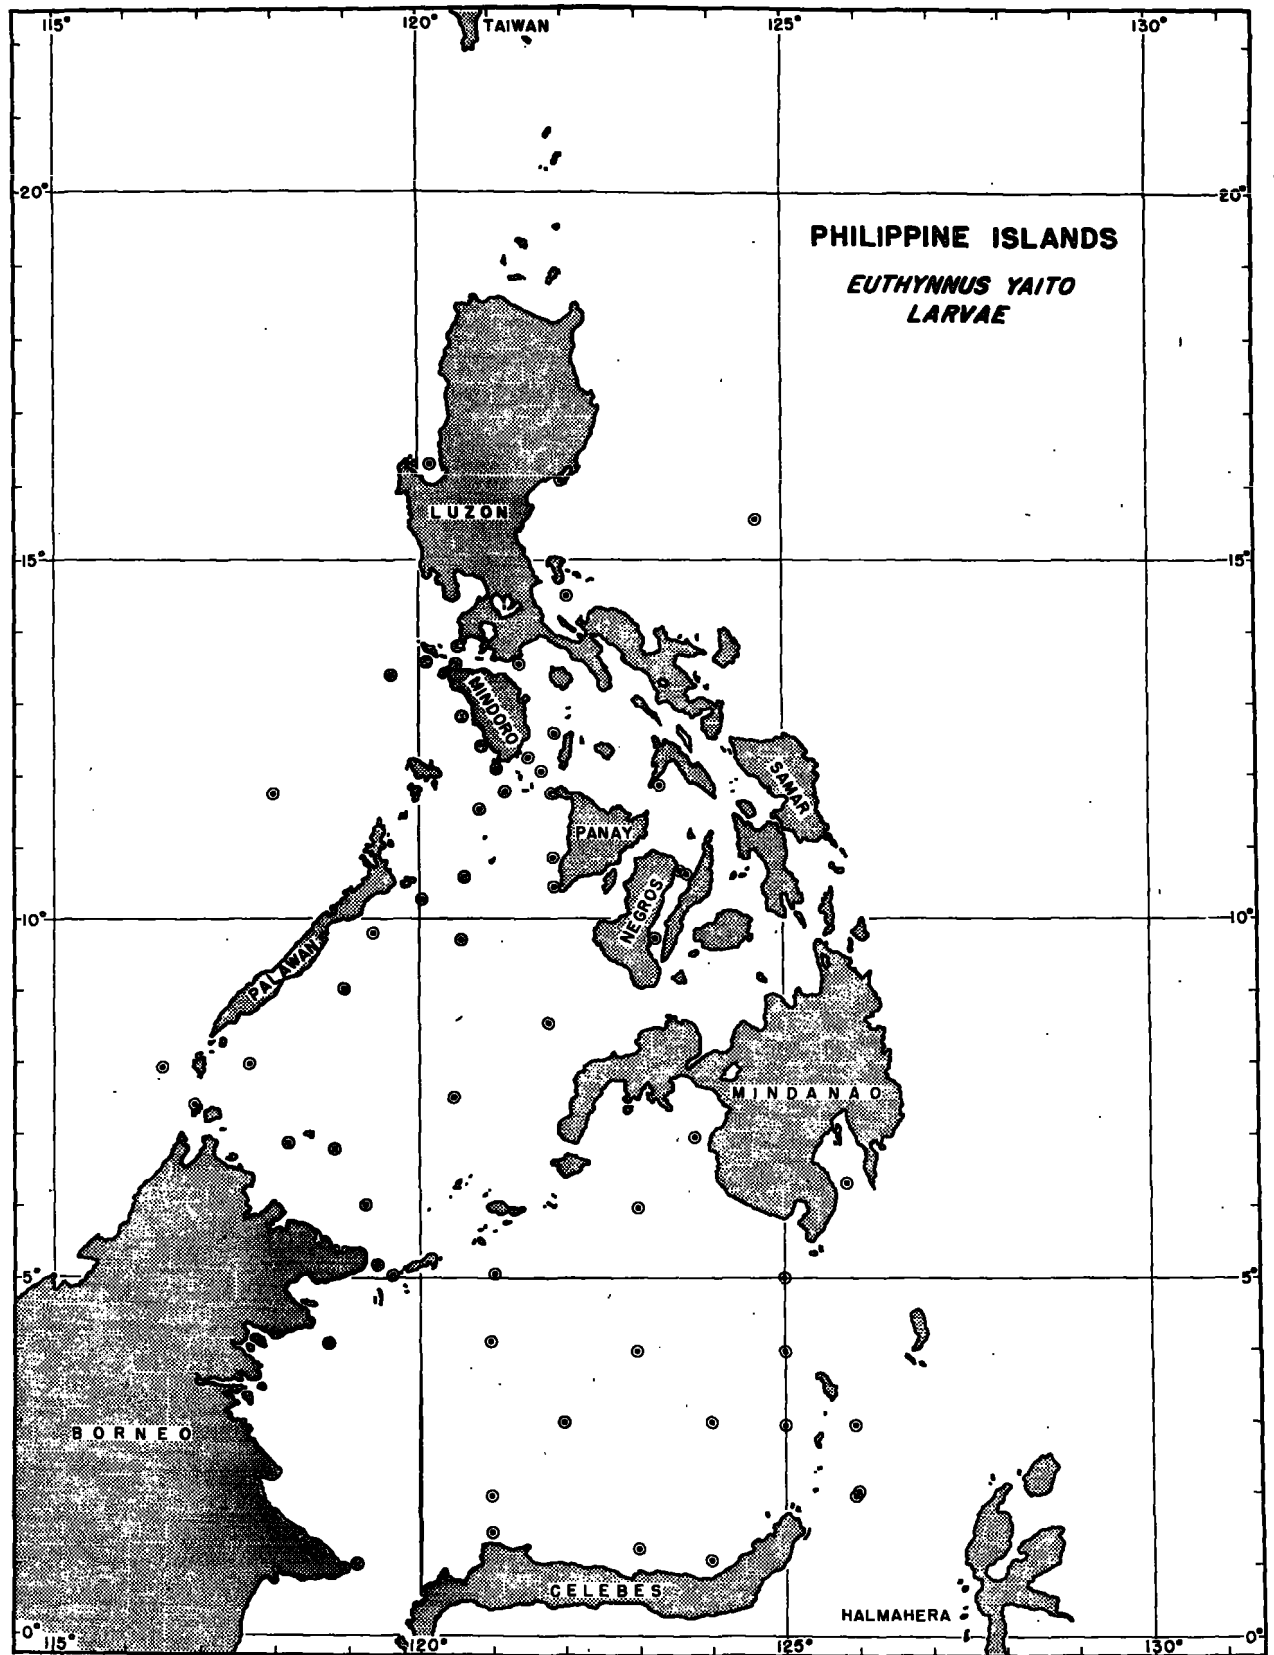 115° 120° TAIWAN 125° 130°
20° 20°
PHILIPPINE ISLANDS
EUTHYNNUS YAITO
LARVAE
LUZON
15° 15°
MINDORO
SAMAR
PANAY
NEGROS
10° 10°
PALAWAN
MINDANAO
5° 5°
BORNEO
CELEBES
HALMAHERA
0° 115° 120° 125° 130° 0°